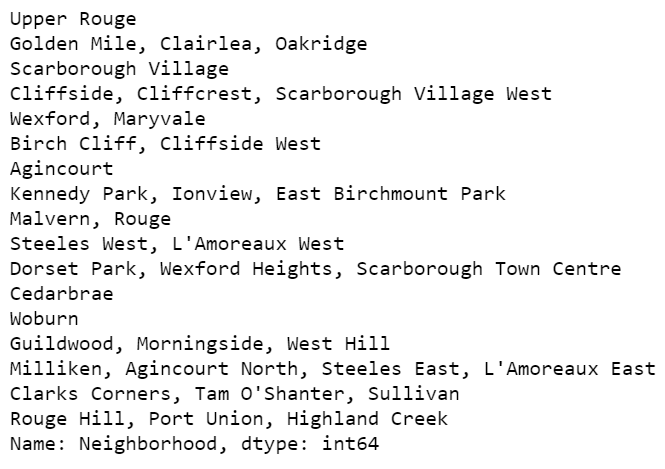 Upper Rouge
Golden Mile, Clairlea, Oakridge
Scarborough Village
Cliffside, Cliffcrest, Scarborough Village West
Wexford, Maryvale
Birch Cliff, Cliffside West
Agincourt
Kennedy Park, Ionview, East Birchmount Park
Malvern, Rouge
Steeles West, L'Amoreaux West
Dorset Park, Wexford Heights, Scarborough Town Centre
Cedarbrae
Woburn
Guildwood, Morningside, West Hill
Milliken, Agincourt North, Steeles East, L'Amoreaux East
Clarks Corners, Tam O'Shanter, Sullivan
Rouge Hill, Port Union, Highland Creek
Name: Neighborhood, dtype: int64